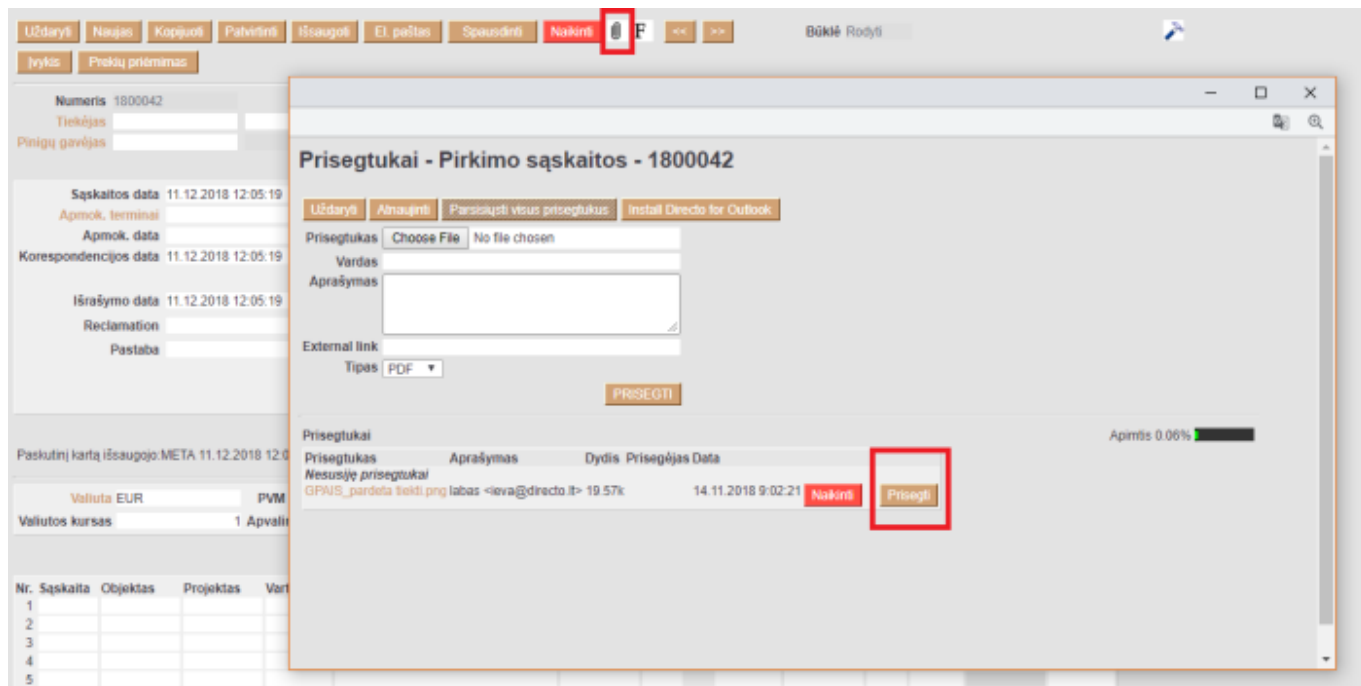 Uždaryti Naujas Kopijuoti Patvirtinti Išsaugoti El. paštas Spausdinti Naikinti F << >> Būklė Rodyti
Įvykis Prekių priėmimas
Numeris 1800042
Tiekėjas
Pinigų gavėjas
Sąskaitos data 11.12.2018 12:05:19
Apmok. terminai
Apmok. data
Korespondencijos data 11.12.2018 12:05:19
Išrašymo data 11.12.2018 12:05:19
Reclamation
Pastaba
Paskutinį kartą išsaugojo:META 11.12.2018 12:0
Valiuta EUR PVM
Valiutos kursas 1 Apvalin
Nr. Sąskaita Objektas Projektas Vart
1
2
3
4
5
Prisegtukai - Pirkimo sąskaitos - 1800042
Uždaryti Atnaujinti Parsisiųsti visus prisegtukus Install Directo for Outlook
Prisegtukas Choose File No file chosen
Vardas
Aprašymas
External link
Tipas PDF
PRISEGTI
Prisegtukai Apimtis 0.06%
Prisegtukas Aprašymas Dydis Prisegėjas Data
Nesusiję prisegtukai
GPAIS_pardeta tiekti.png labas <ieva@directo.lt> 19.57k 14.11.2018 9:02:21 Naikinti Prisegti